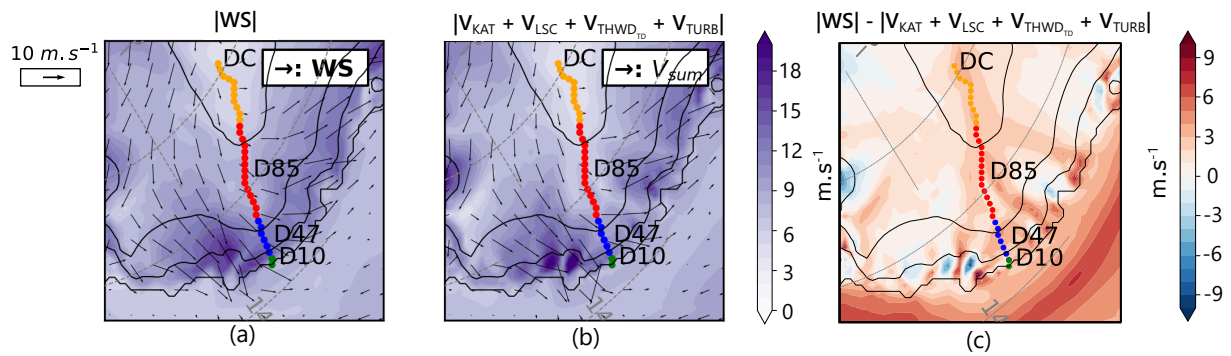 |WS|
|V_KAT + V_LSC + V_THWD_TD + V_TURB|
|WS| - |V_KAT + V_LSC + V_THWD_TD + V_TURB|
10 m.s⁻¹
→: WS
DC
D85
D47
D10
14
(a)
→: V_sum
DC
D85
D47
D10
(b)
18
15
12
9
6
3
0
m.s⁻¹
DC
D85
D47
D10
14
(c)
9
6
3
0
-3
-6
-9
m.s⁻¹